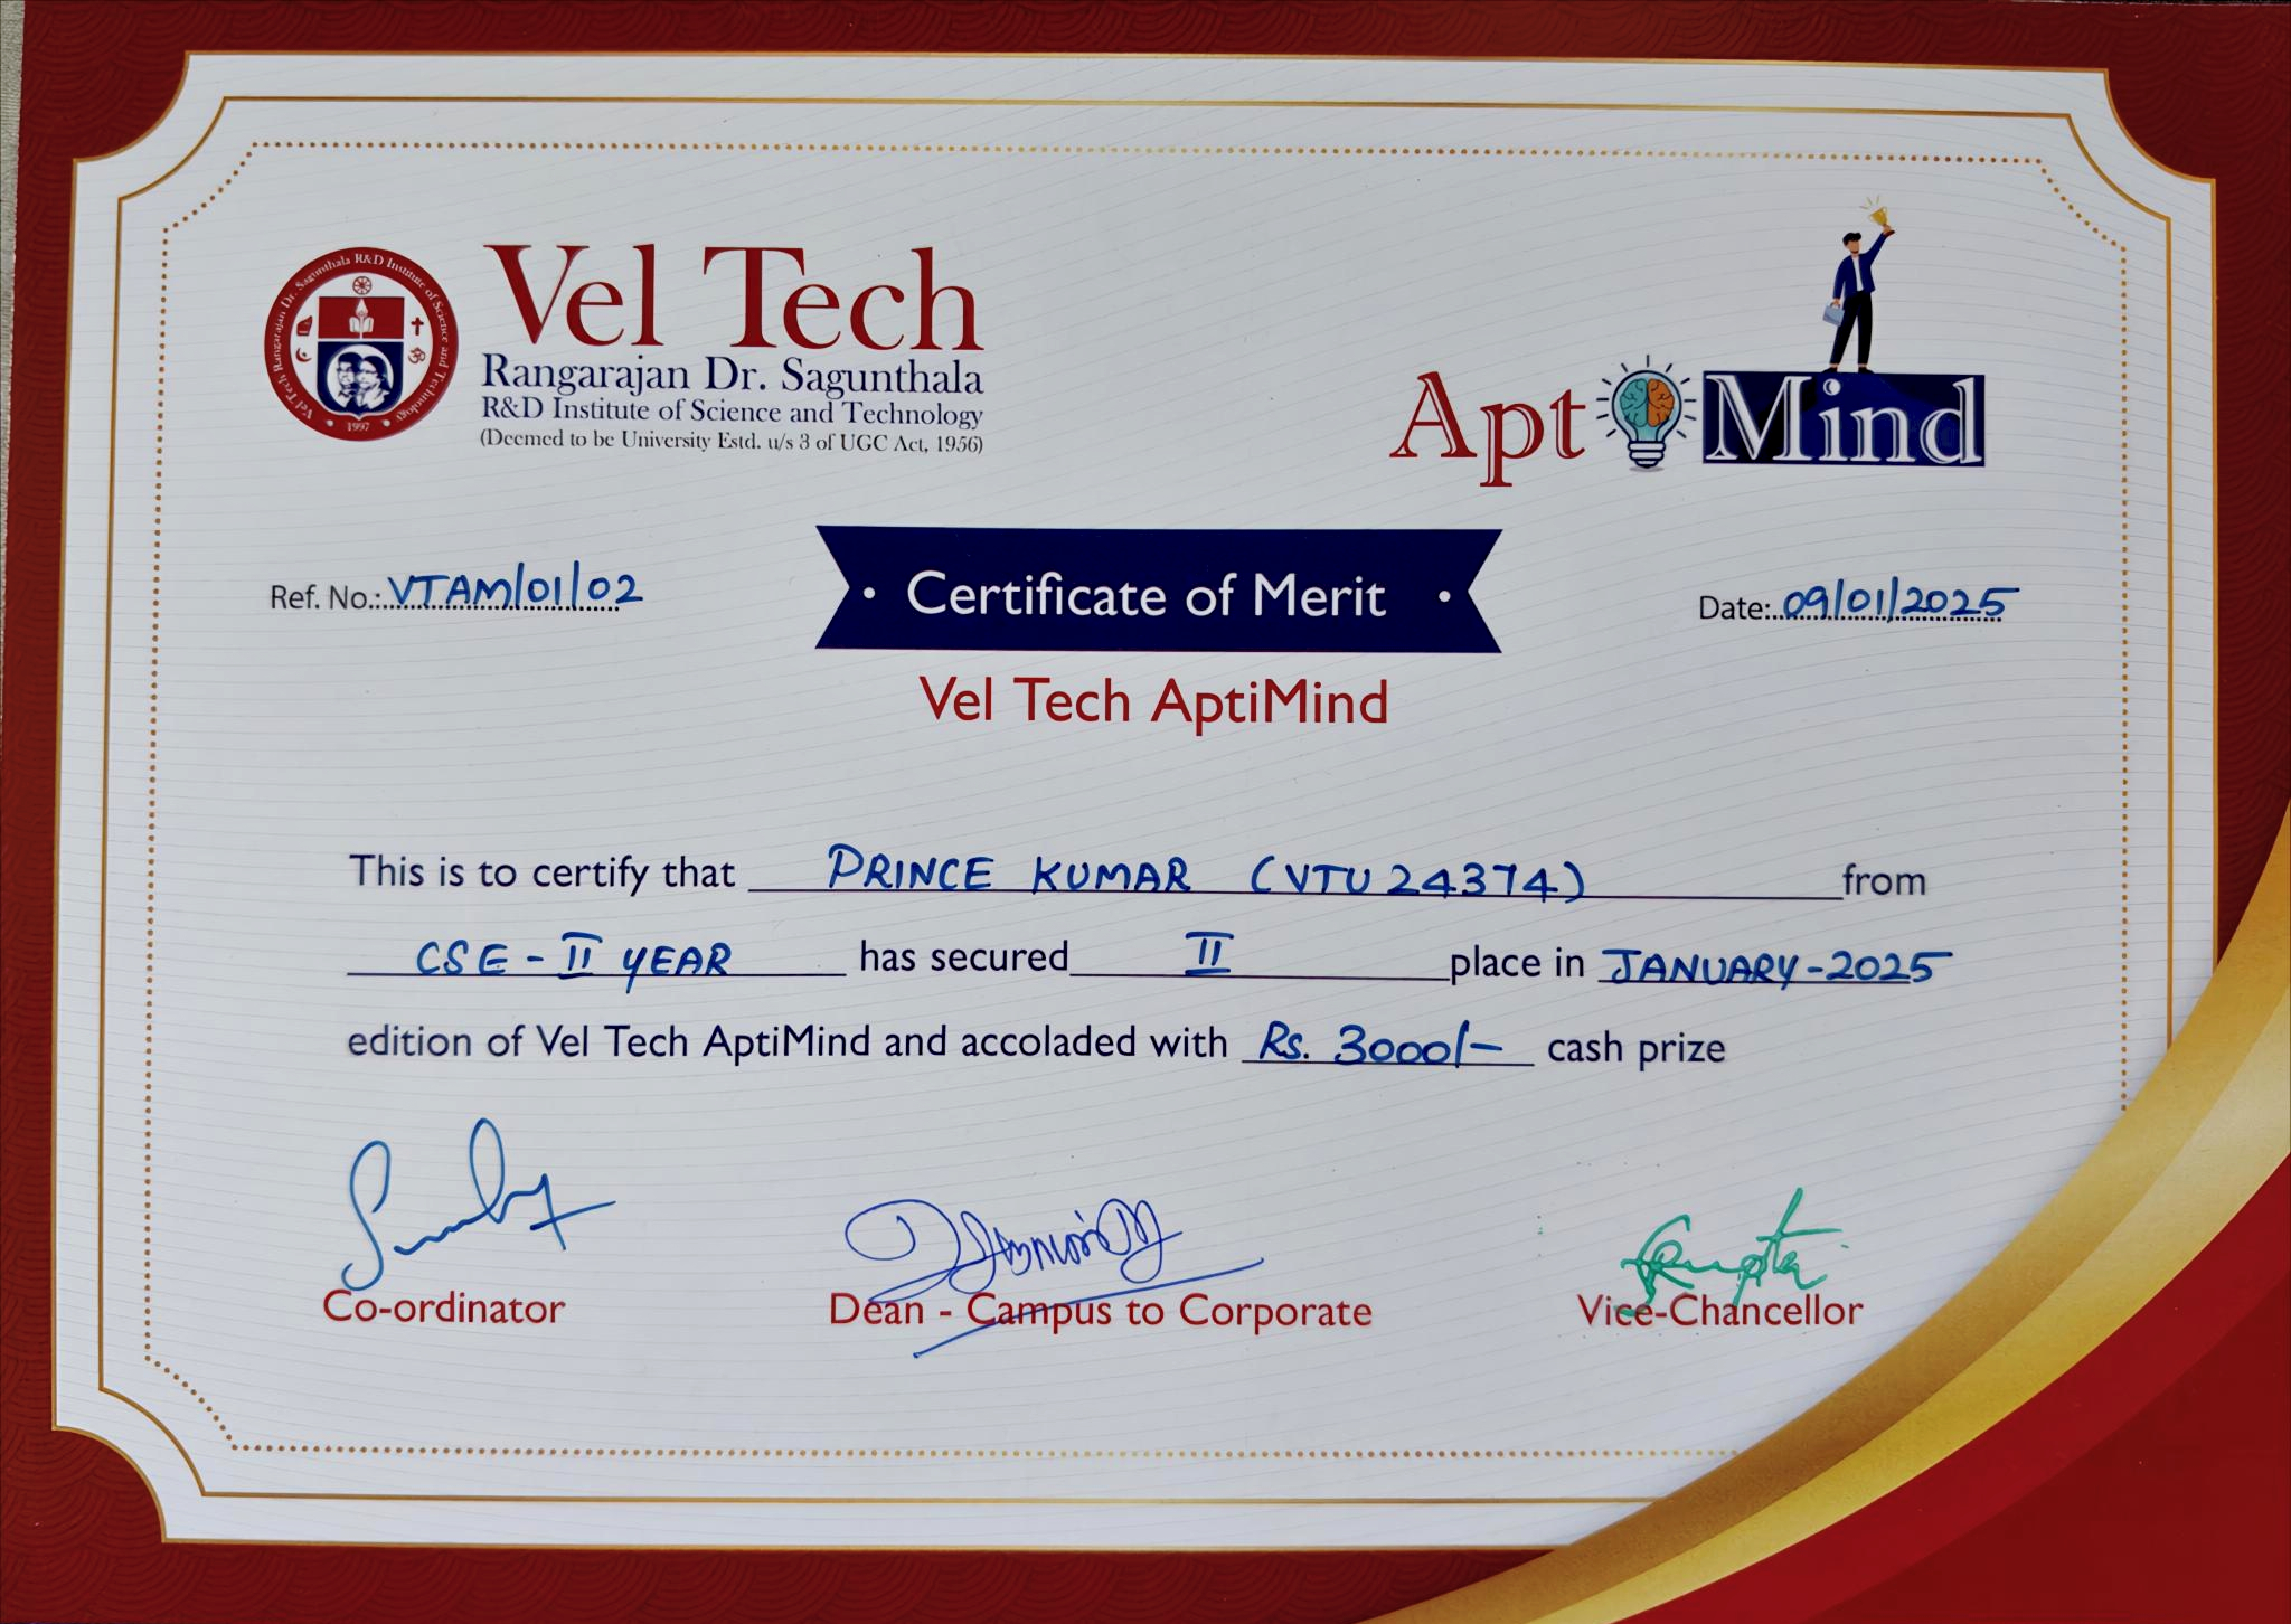 Vel Tech Rangarajan Dr. Sagunthala R&D Institute of Science and Technology
1997
Vel Tech
Rangarajan Dr. Sagunthala
R&D Institute of Science and Technology
(Deemed to be University Estd. u/s 3 of UGC Act, 1956)
Apt Mind
Ref. No.: VTAM/01/02
Certificate of Merit
Date: 09/01/2025
Vel Tech AptiMind
This is to certify that PRINCE KUMAR (VTU 24374) from
CSE - II YEAR has secured II place in JANUARY-2025
edition of Vel Tech AptiMind and accoladed with Rs. 3000/- cash prize
Co-ordinator
Dean - Campus to Corporate
Vice-Chancellor